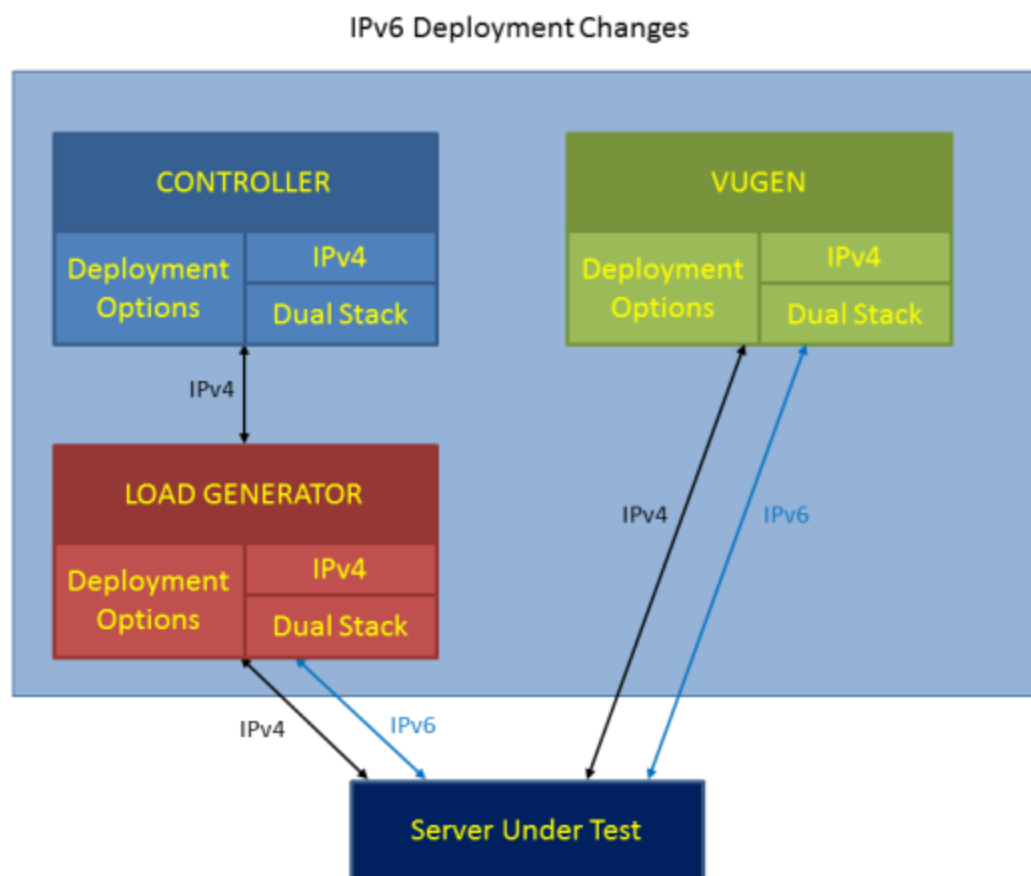 IPv6 Deployment Changes
CONTROLLER
Deployment
Options
IPv4
Dual Stack
VUGEN
Deployment
Options
IPv4
Dual Stack
IPv4
LOAD GENERATOR
Deployment
Options
IPv4
Dual Stack
IPv4
IPv6
IPv4
IPv6
Server Under Test